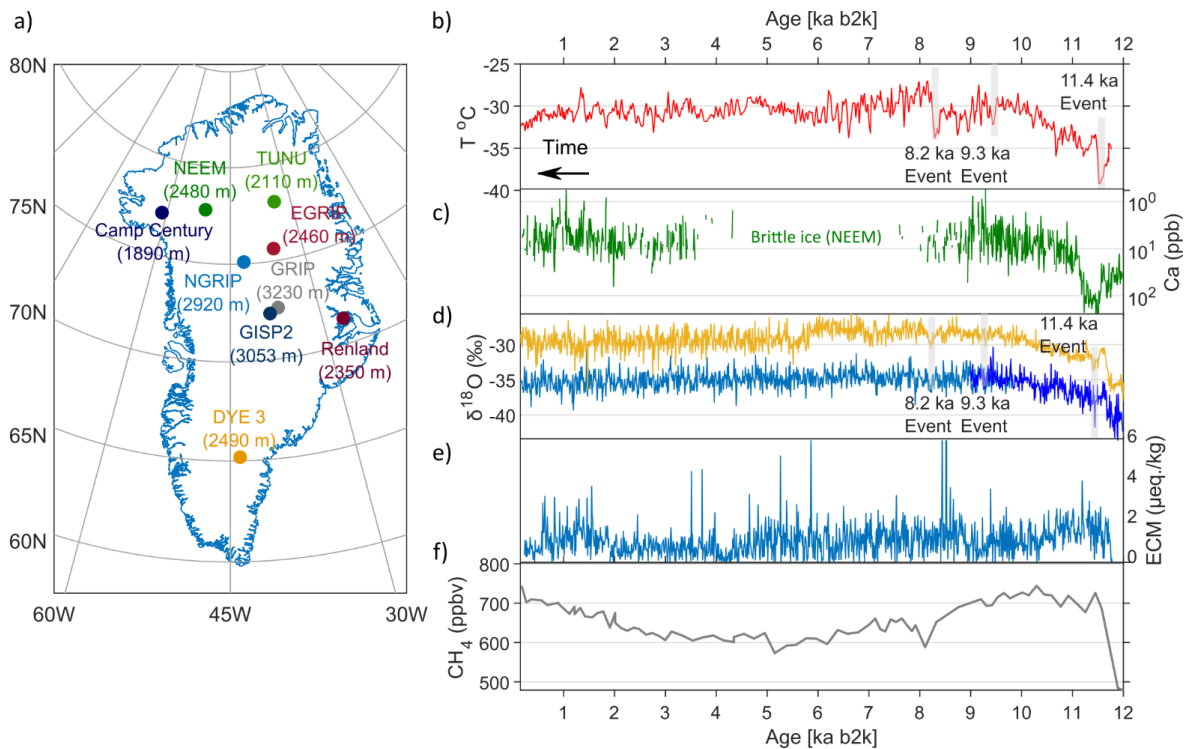 a)
80N
75N
70N
65N
60N
60W
45W
30W
NEEM
(2480 m)
TUNU
(2110 m)
Camp Century
(1890 m)
EGRIP
(2460 m)
NGRIP
(2920 m)
GRIP
(3230 m)
GISP2
(3053 m)
Renland
(2350 m)
DYE 3
(2490 m)
b)
Age [ka b2k]
1 2 3 4 5 6 7 8 9 10 11 12
-25
-30
-35
-40
T °C
Time
11.4 ka
Event
8.2 ka 9.3 ka
Event Event
c)
Brittle ice (NEEM)
10⁰
10¹
10²
Ca (ppb)
d)
-30
-35
-40
δ¹⁸O (‰)
11.4 ka
Event
8.2 ka 9.3 ka
Event Event
e)
6
4
2
0
ECM (μeq./kg)
f)
800
700
600
500
CH₄ (ppbv)
1 2 3 4 5 6 7 8 9 10 11 12
Age [ka b2k]